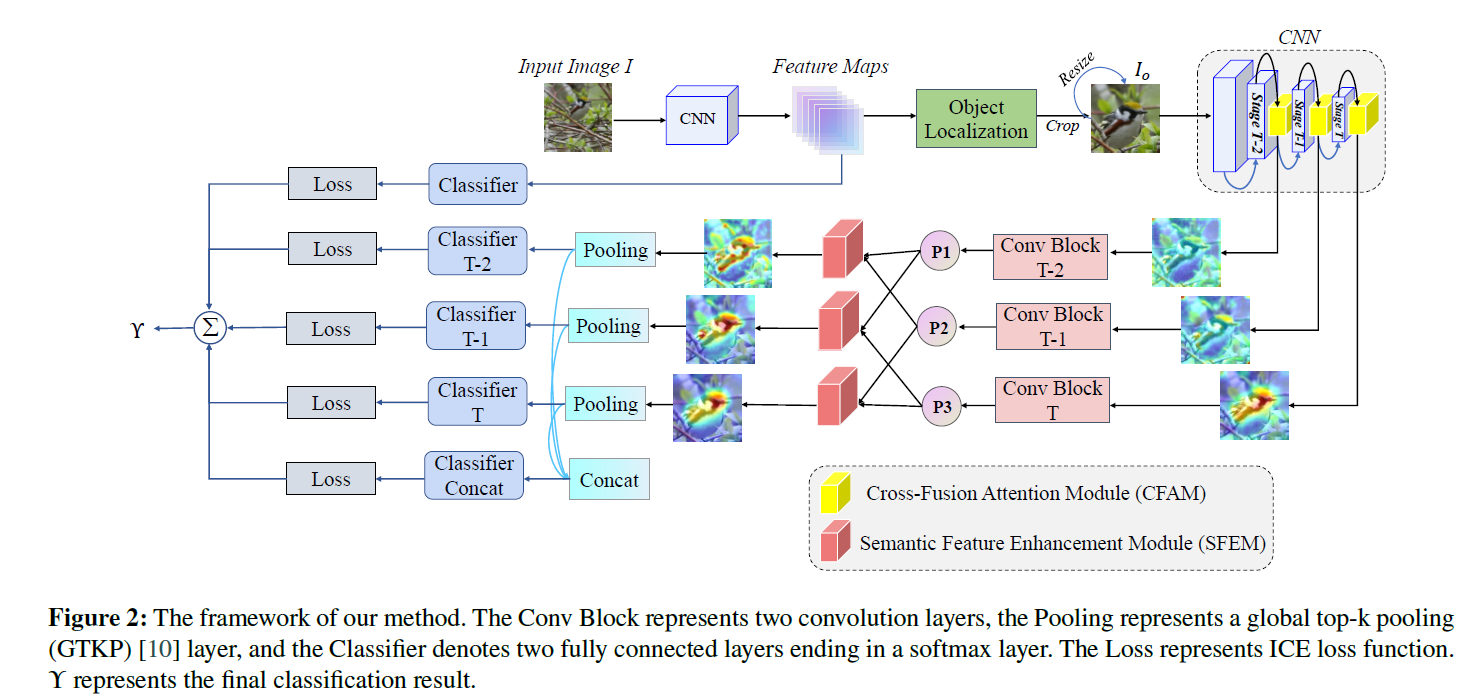 CNN
Input Image I
Feature Maps
Resize
Iₒ
CNN
Object
Localization
Crop
Stage T-2
Stage T-1
Stage T
Loss
Classifier
Loss
Classifier
T-2
Pooling
P1
Conv Block
T-2
ϒ
Σ
Loss
Classifier
T-1
Pooling
P2
Conv Block
T-1
Loss
Classifier
T
Pooling
P3
Conv Block
T
Loss
Classifier
Concat
Concat
Cross-Fusion Attention Module (CFAM)
Semantic Feature Enhancement Module (SFEM)
Figure 2: The framework of our method. The Conv Block represents two convolution layers, the Pooling represents a global top-k pooling
(GTKP) [10] layer, and the Classifier denotes two fully connected layers ending in a softmax layer. The Loss represents ICE loss function.
ϒ represents the final classification result.